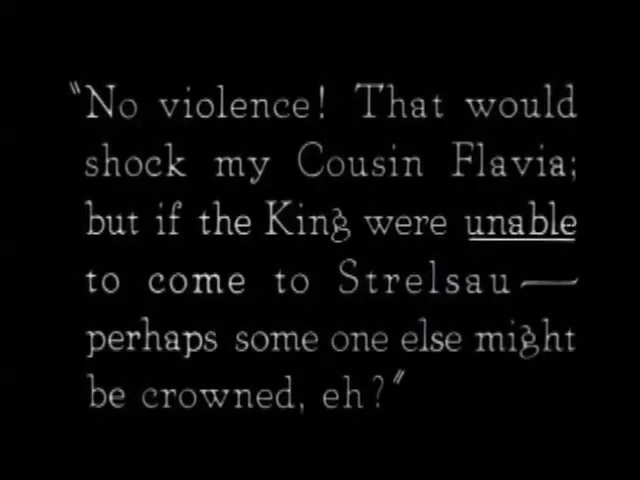 "No violence! That would
shock my Cousin Flavia;
but if the King were unable
to come to Strelsau—
perhaps some one else might
be crowned, eh?"